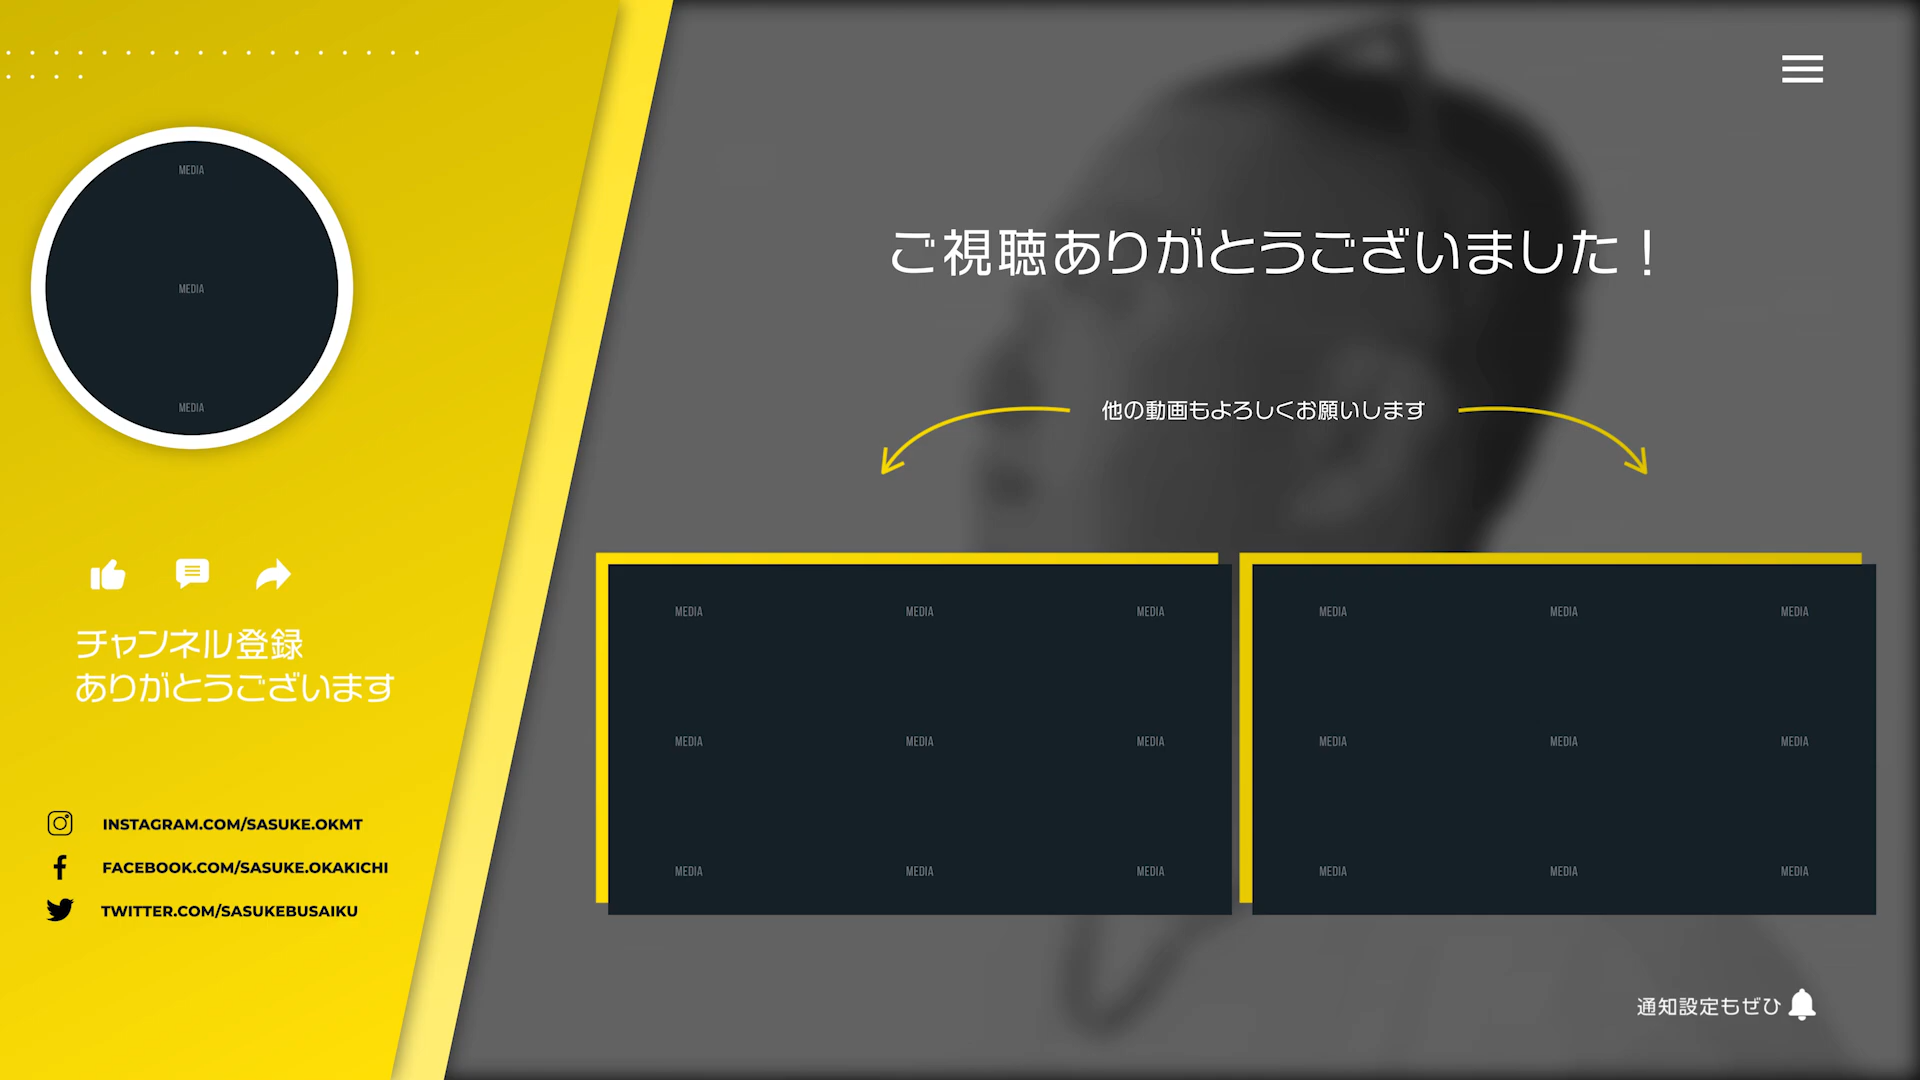 MEDIA
MEDIA
MEDIA
チャンネル登録
ありがとうございます
INSTAGRAM.COM/SASUKE.OKMT
FACEBOOK.COM/SASUKE.OKAKICHI
TWITTER.COM/SASUKEBUSAIKU
ご視聴ありがとうございました！
他の動画もよろしくお願いします
MEDIA MEDIA MEDIA
MEDIA MEDIA MEDIA
MEDIA MEDIA MEDIA
MEDIA MEDIA MEDIA
MEDIA MEDIA MEDIA
MEDIA MEDIA MEDIA
通知設定もぜひ